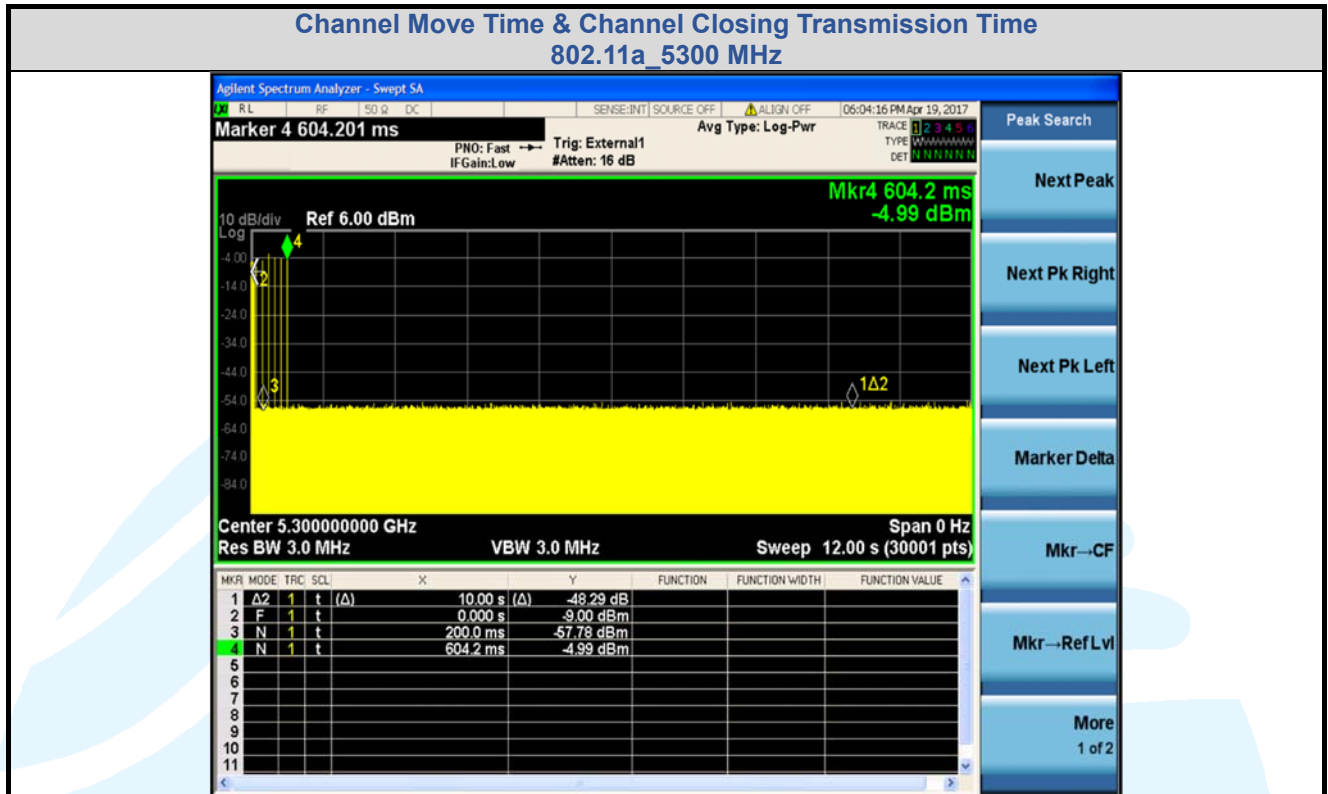 Channel Move Time & Channel Closing Transmission Time
802.11a_5300 MHz
Agilent Spectrum Analyzer - Swept SA
LXI RL RF 50 Ω DC SENSE:INT SOURCE OFF ALIGN OFF 06:04:16 PM Apr 19, 2017
Marker 4 604.201 ms
PNO: Fast
IFGain:Low
Trig: External1
#Atten: 16 dB
Avg Type: Log-Pwr
TRACE 1 2 3 4 5 6
TYPE WWWWWW
DET N N N N N N
Mkr4 604.2 ms
-4.99 dBm
10 dB/div Ref 6.00 dBm
Log
4
-4.00
2
-14.0
-24.0
-34.0
-44.0
3
1Δ2
-54.0
-64.0
-74.0
-84.0
Center 5.300000000 GHz Span 0 Hz
Res BW 3.0 MHz VBW 3.0 MHz Sweep 12.00 s (30001 pts)
MKR MODE TRC SCL X Y FUNCTION FUNCTION WIDTH FUNCTION VALUE
1 Δ2 1 t (Δ) 10.00 s (Δ) -48.29 dB
2 F 1 t 0.000 s -9.00 dBm
3 N 1 t 200.0 ms -57.78 dBm
4 N 1 t 604.2 ms -4.99 dBm
5
6
7
8
9
10
11
Peak Search
Next Peak
Next Pk Right
Next Pk Left
Marker Delta
Mkr→CF
Mkr→Ref Lvl
More
1 of 2